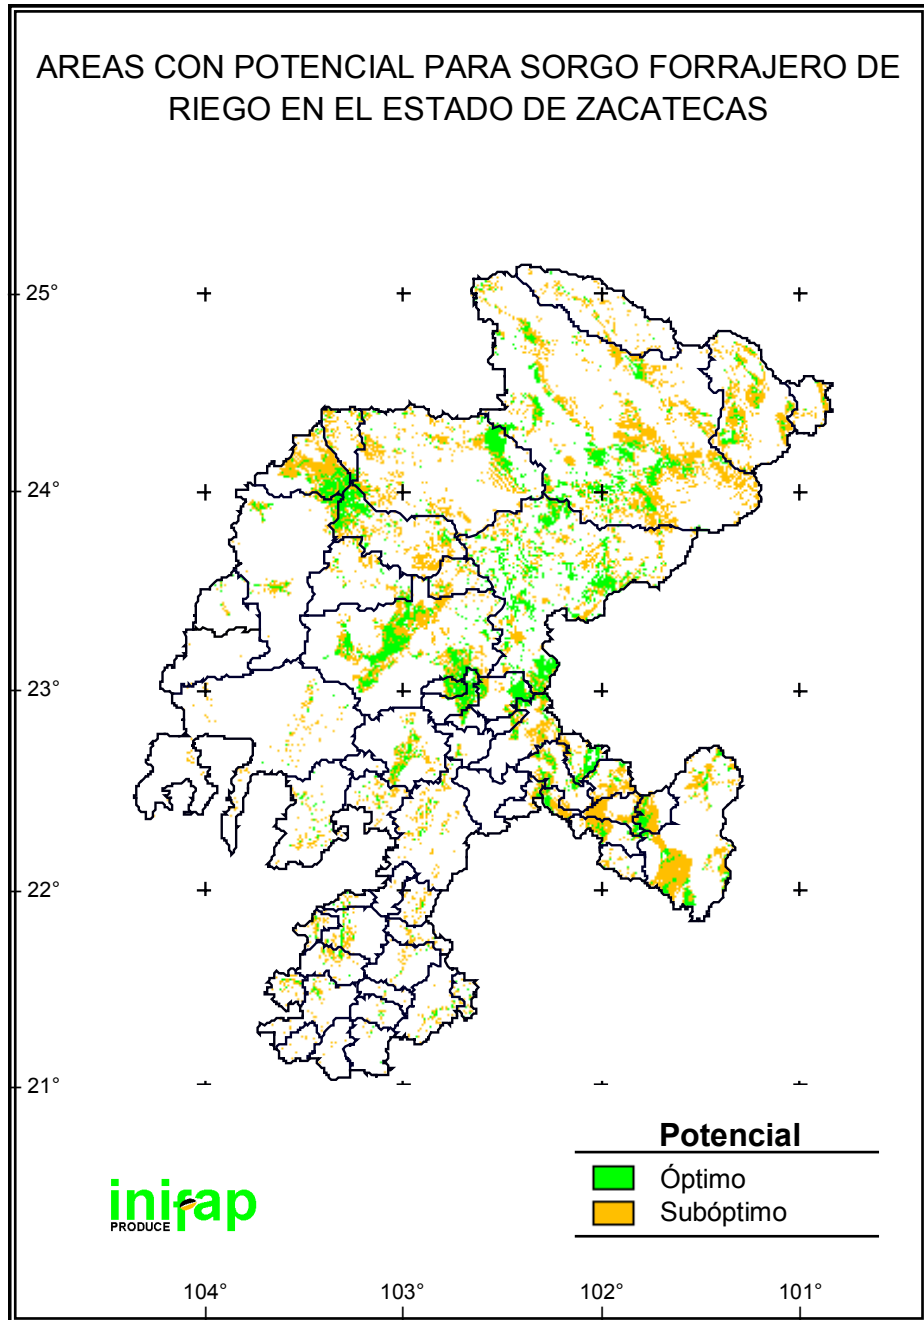 AREAS CON POTENCIAL PARA SORGO FORRAJERO DE
RIEGO EN EL ESTADO DE ZACATECAS
25°
24°
23°
22°
21°
Potencial
Óptimo
Subóptimo
inifap
PRODUCE
104°
103°
102°
101°